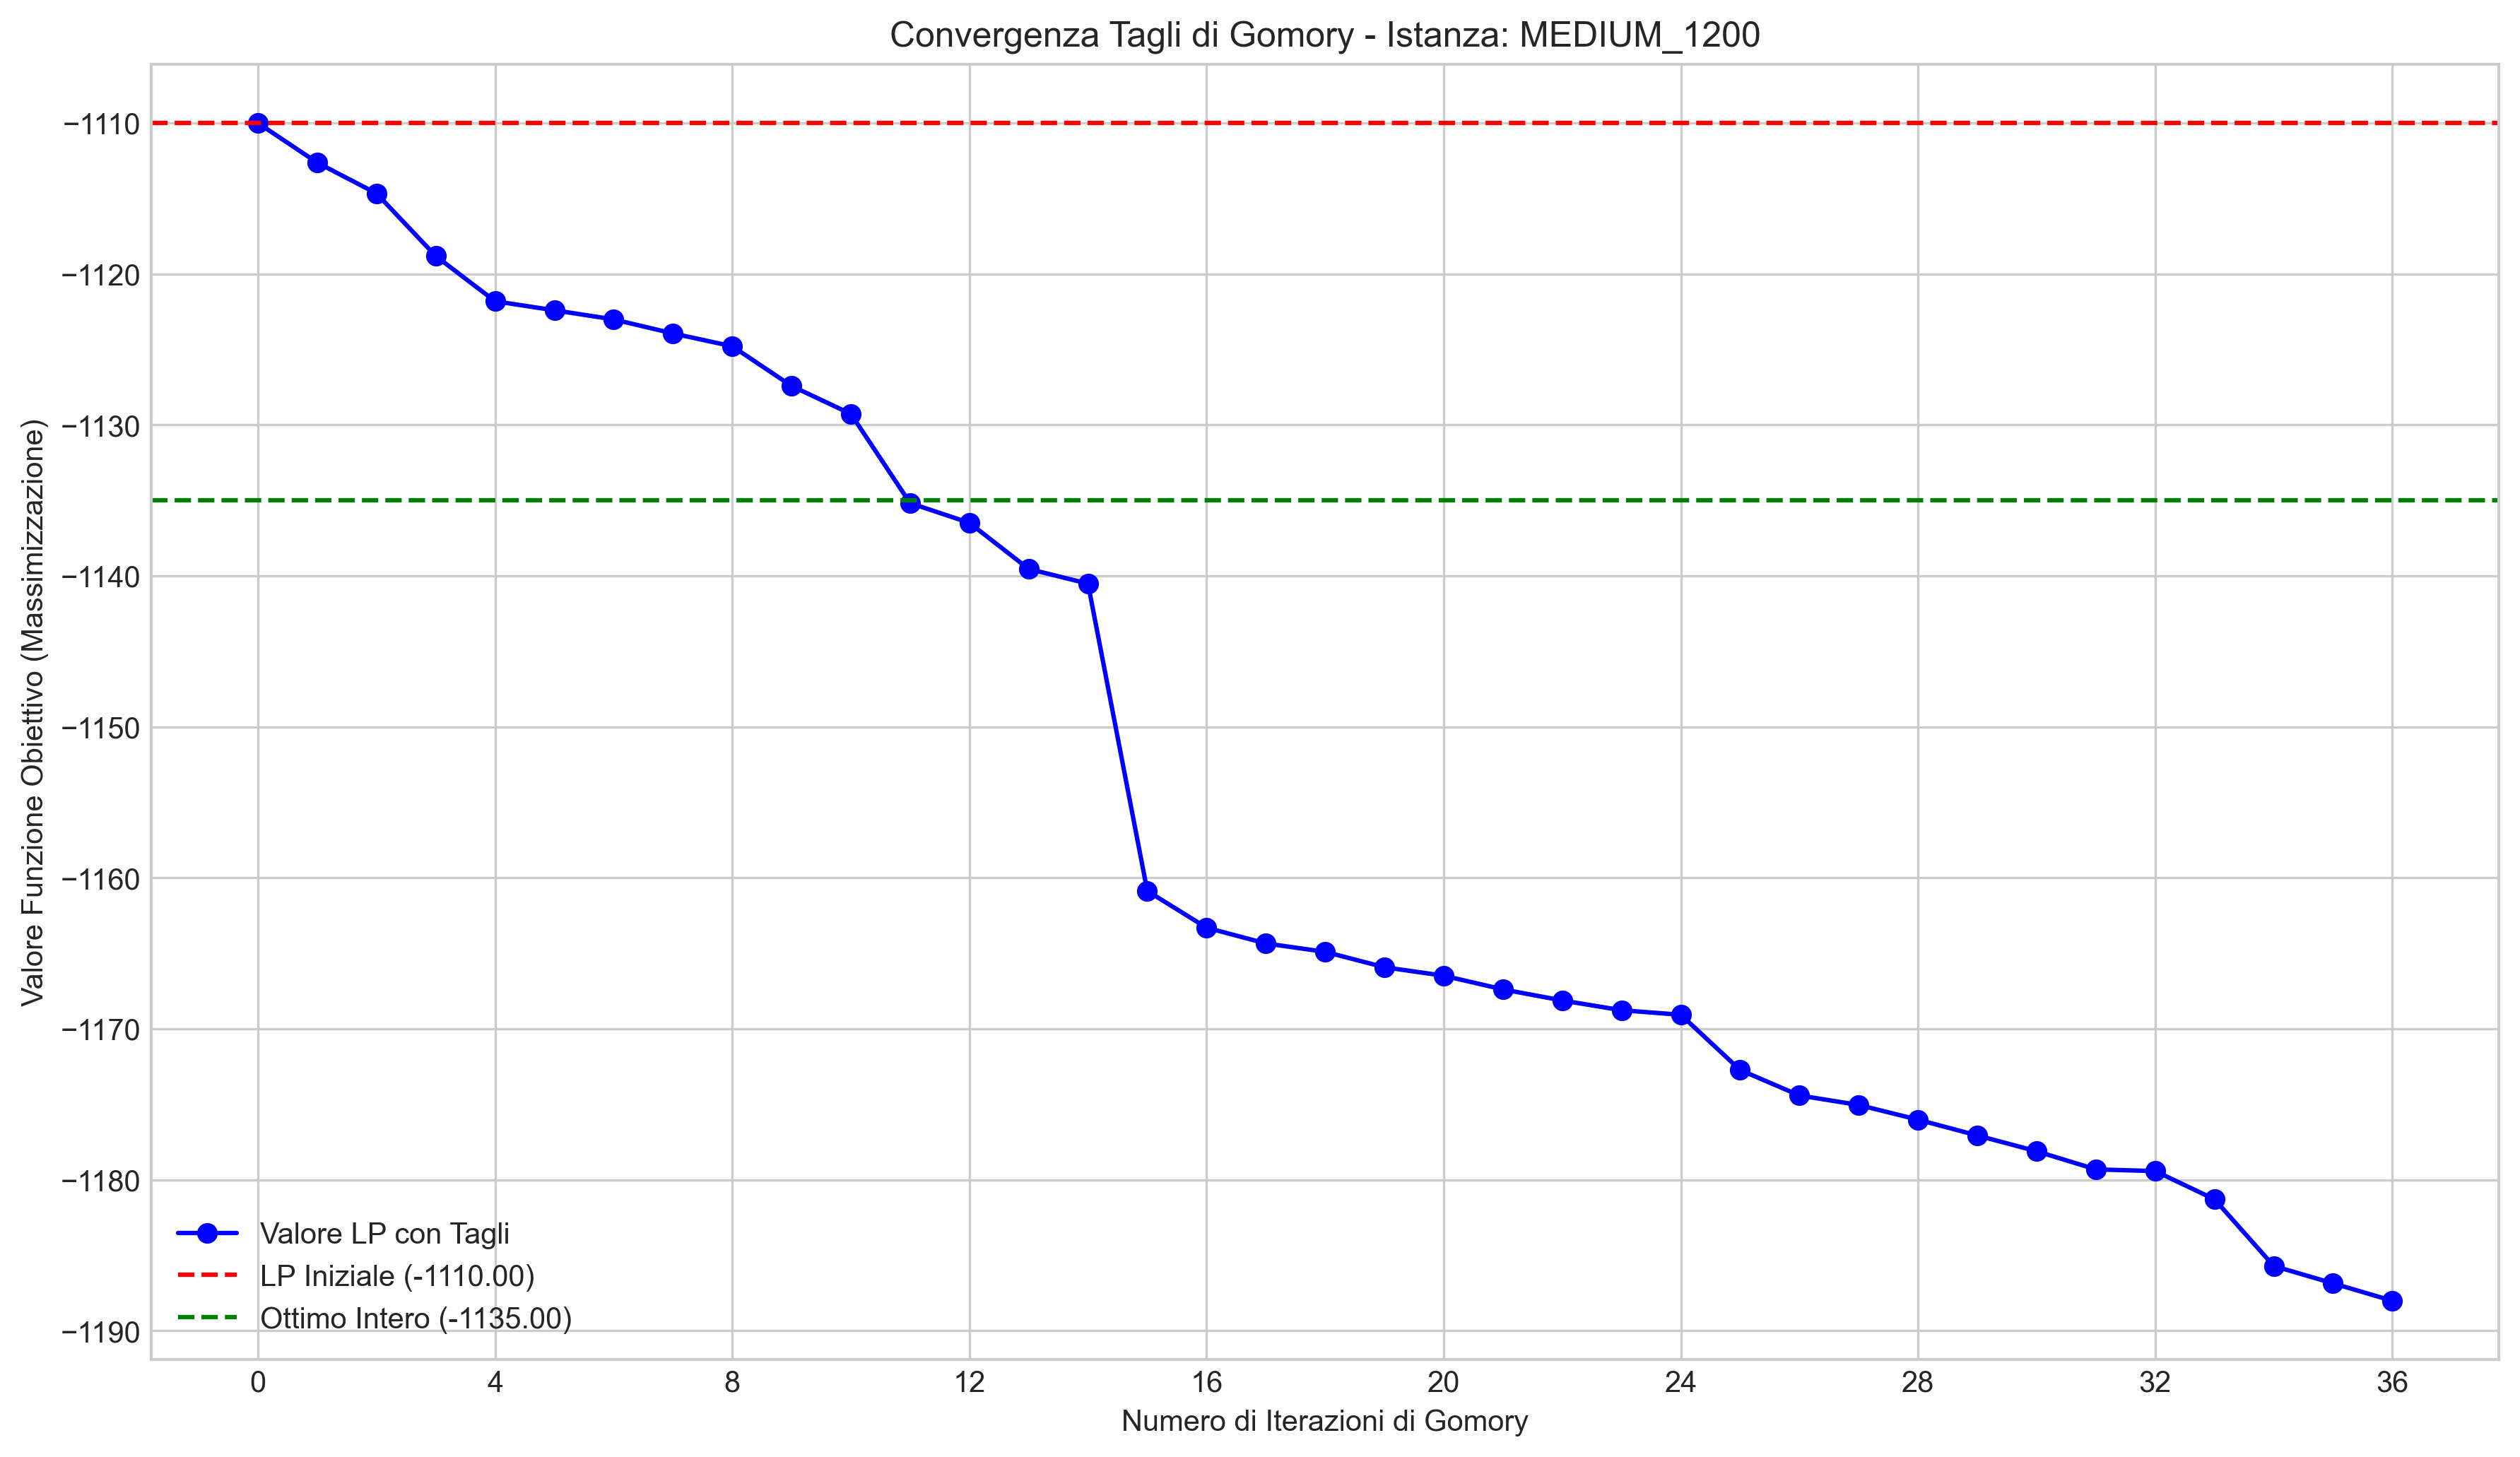 Convergenza Tagli di Gomory - Istanza: MEDIUM_1200
Valore Funzione Obiettivo (Massimizzazione)
−1110
−1120
−1130
−1140
−1150
−1160
−1170
−1180
−1190
Valore LP con Tagli
LP Iniziale (-1110.00)
Ottimo Intero (-1135.00)
0 4 8 12 16 20 24 28 32 36
Numero di Iterazioni di Gomory